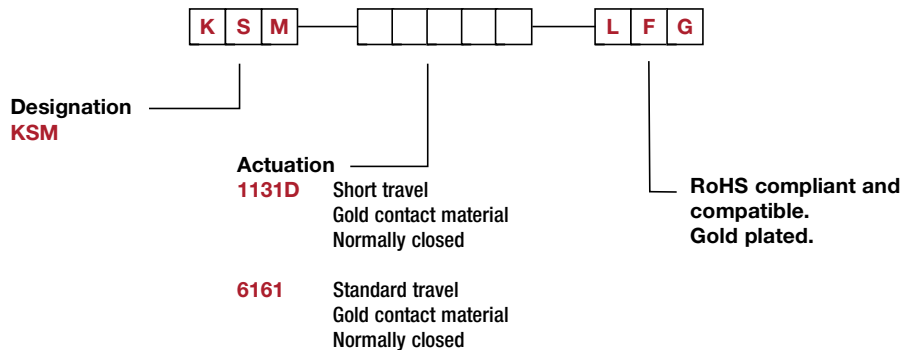 K S M L F G
Designation
KSM
Actuation
1131D Short travel
Gold contact material
Normally closed
RoHS compliant and
compatible.
Gold plated.
6161 Standard travel
Gold contact material
Normally closed